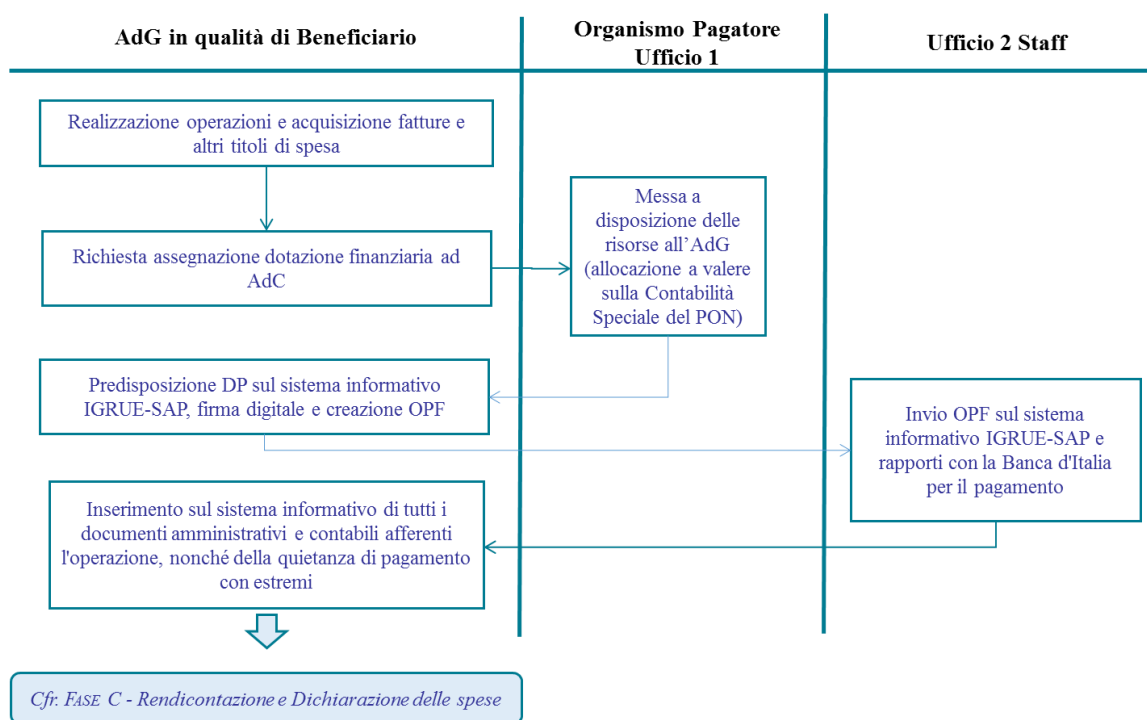 AdG in qualità di Beneficiario
Organismo Pagatore
Ufficio 1
Ufficio 2 Staff
Realizzazione operazioni e acquisizione fatture e
altri titoli di spesa
Richiesta assegnazione dotazione finanziaria ad
AdC
Messa a
disposizione delle
risorse all’AdG
(allocazione a valere
sulla Contabilità
Speciale del PON)
Predisposizione DP sul sistema informativo
IGRUE-SAP, firma digitale e creazione OPF
Invio OPF sul sistema
informativo IGRUE-SAP e
rapporti con la Banca d'Italia
per il pagamento
Inserimento sul sistema informativo di tutti i
documenti amministrativi e contabili afferenti
l'operazione, nonché della quietanza di pagamento
con estremi
Cfr. FASE C - Rendicontazione e Dichiarazione delle spese